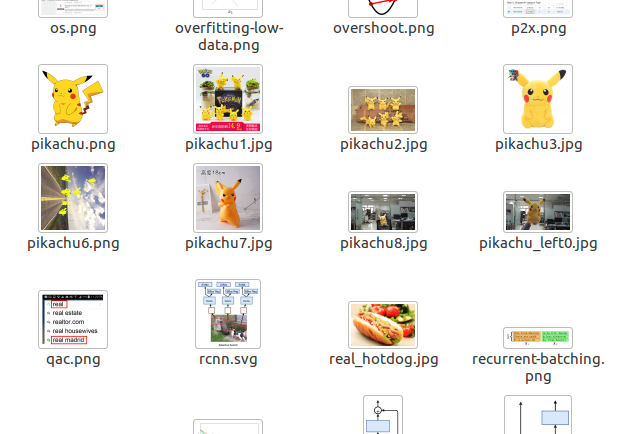 os.png
overfitting-low-
data.png
overshoot.png
p2x.png
pikachu.png
pikachu1.jpg
pikachu2.jpg
pikachu3.jpg
pikachu6.png
pikachu7.jpg
pikachu8.jpg
pikachu_left0.jpg
real
real estate
realtor.com
real housewives
real madrid
qac.png
rcnn.svg
real_hotdog.jpg
recurrent-batching.
png